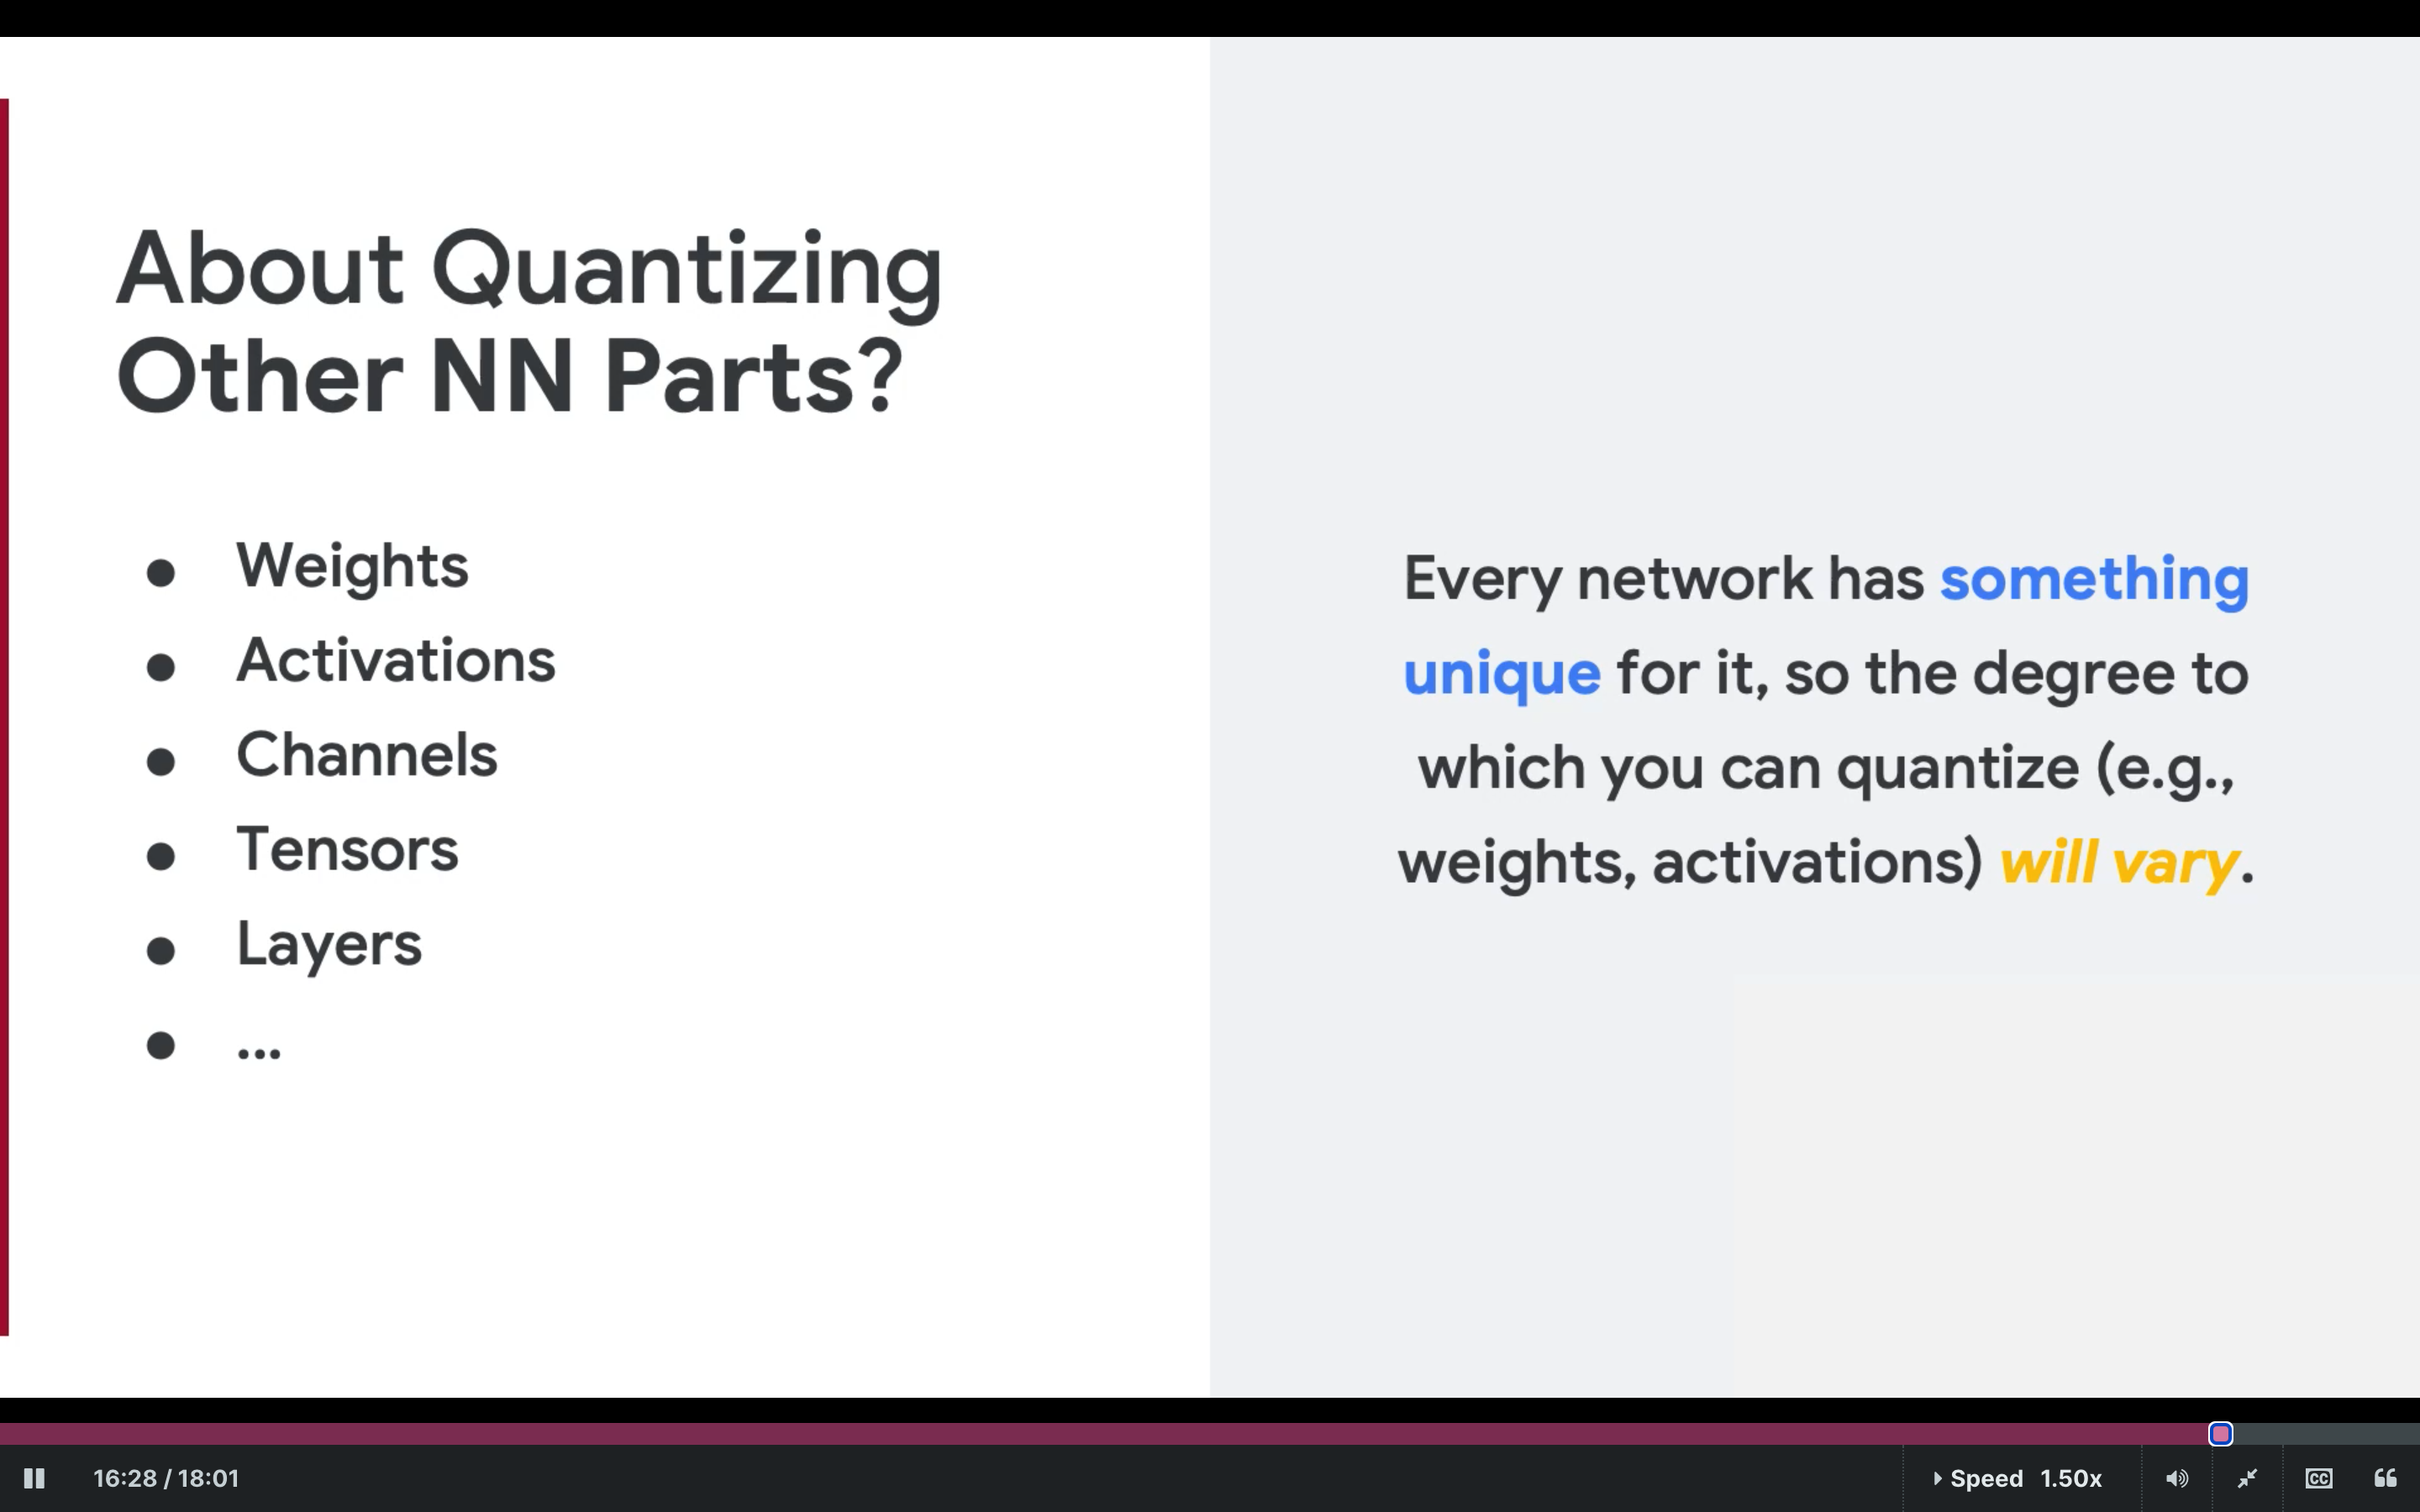 About Quantizing
Other NN Parts?
● Weights
● Activations
● Channels
● Tensors
● Layers
● ...
Every network has something
unique for it, so the degree to
which you can quantize (e.g.,
weights, activations) will vary.
16:28 / 18:01
Speed 1.50x
CC